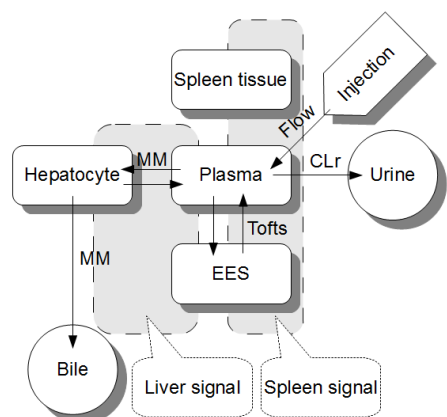 Spleen tissue
Injection
Flow
Hepatocyte
MM
Plasma
CLr
Urine
MM
Tofts
EES
Bile
Liver signal
Spleen signal